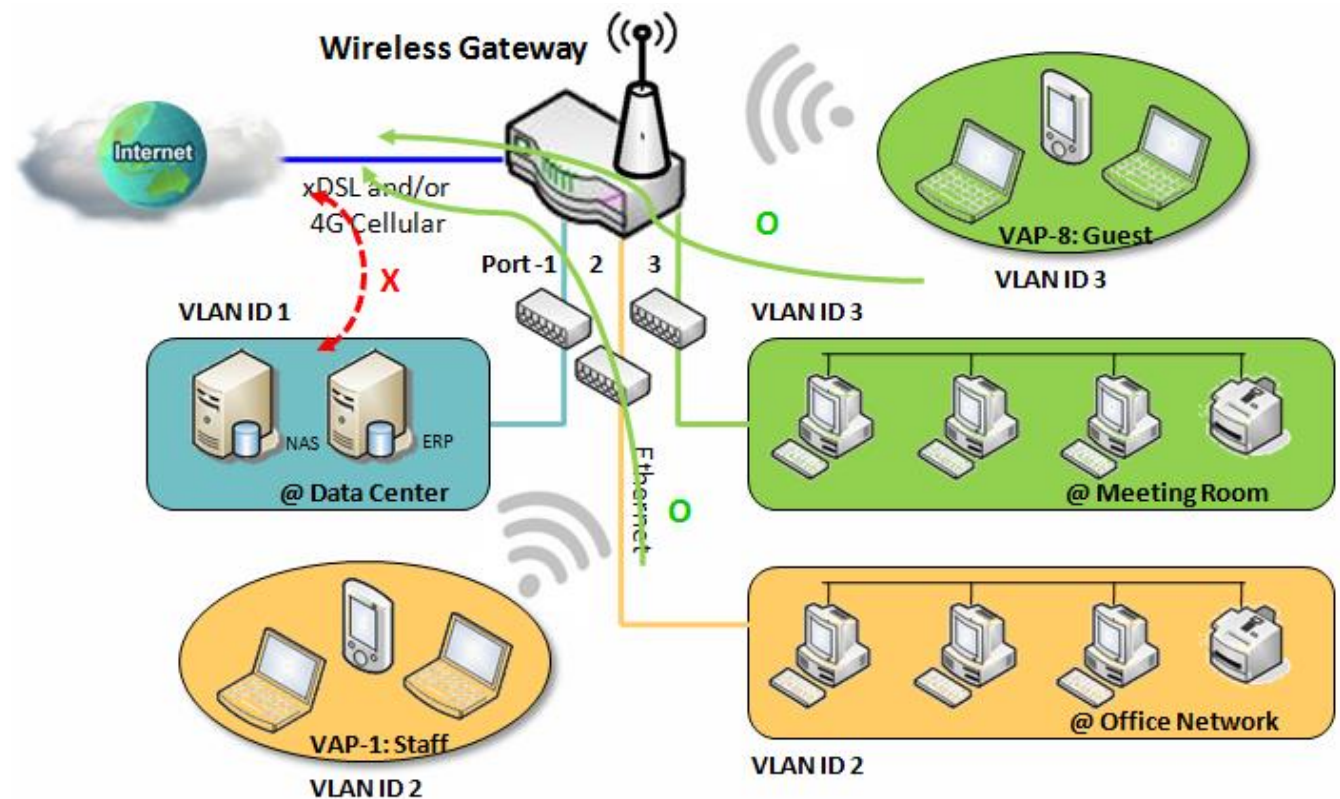 Wireless Gateway
Internet
xDSL and/or
4G Cellular
VAP-8: Guest
VLAN ID 3
O
Port -1 2 3
X
VLAN ID 1
VLAN ID 3
NAS
ERP
@ Data Center
Ethernet
O
@ Meeting Room
VAP-1: Staff
VLAN ID 2
@ Office Network
VLAN ID 2